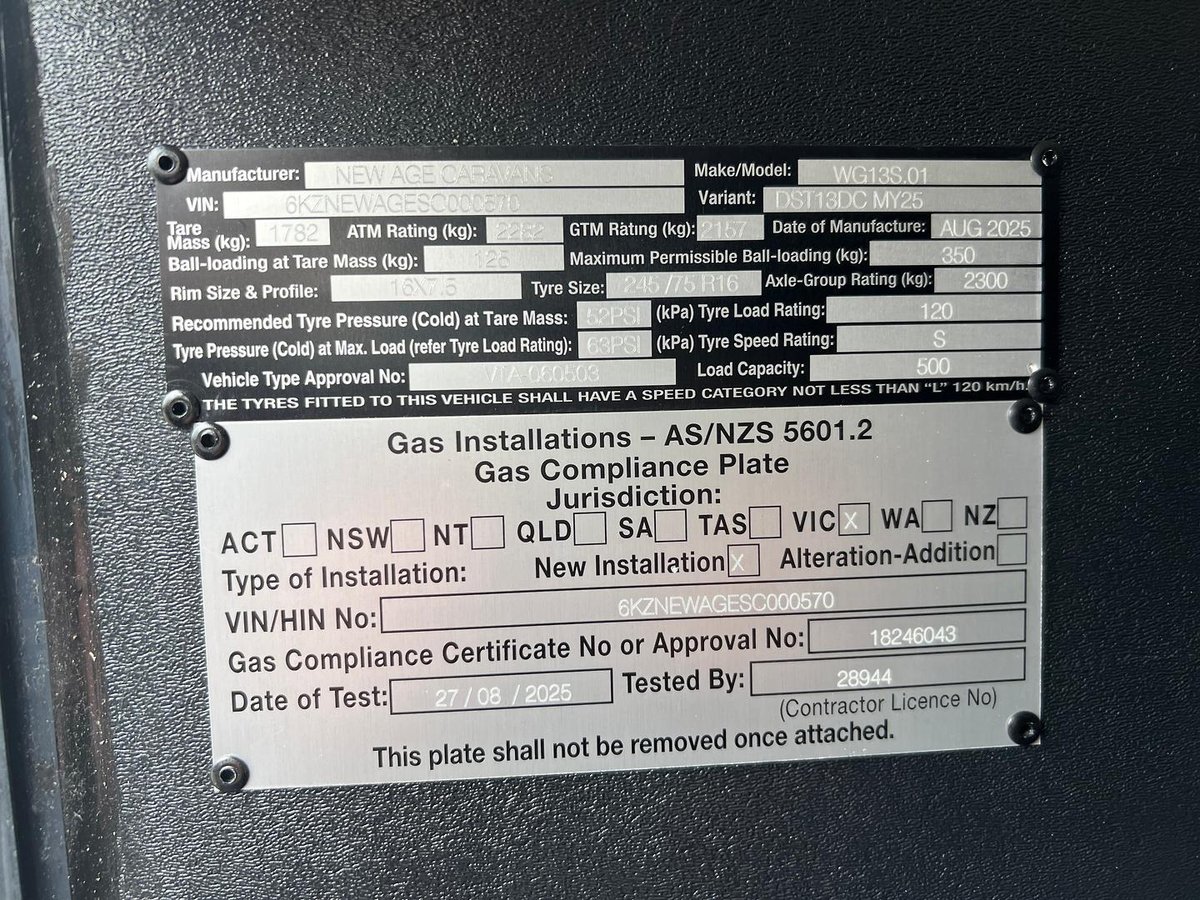 Manufacturer: NEW AGE CARAVANS Make/Model: WG13S.01
VIN: 6KZNEWAGESC000570 Variant: DST13DC MY25
Tare Mass (kg): 1782 ATM Rating (kg): 2282 GTM Rating (kg): 2157 Date of Manufacture: AUG 2025
Ball-loading at Tare Mass (kg): 125 Maximum Permissible Ball-loading (kg): 350
Rim Size & Profile: 16X7.5 Tyre Size: 245 /75 R16 Axle-Group Rating (kg): 2300
Recommended Tyre Pressure (Cold) at Tare Mass: 52PSI (kPa) Tyre Load Rating: 120
Tyre Pressure (Cold) at Max. Load (refer Tyre Load Rating): 63PSI (kPa) Tyre Speed Rating: S
Vehicle Type Approval No: VTA-060503 Load Capacity: 500
THE TYRES FITTED TO THIS VEHICLE SHALL HAVE A SPEED CATEGORY NOT LESS THAN "L" 120 km/h.
Gas Installations – AS/NZS 5601.2
Gas Compliance Plate
Jurisdiction:
ACT NSW NT QLD SA TAS VIC X WA NZ
Type of Installation: New Installation X Alteration-Addition
VIN/HIN No: 6KZNEWAGESC000570
Gas Compliance Certificate No or Approval No: 18246043
Date of Test: 27 / 08 / 2025 Tested By: 28944
(Contractor Licence No)
This plate shall not be removed once attached.